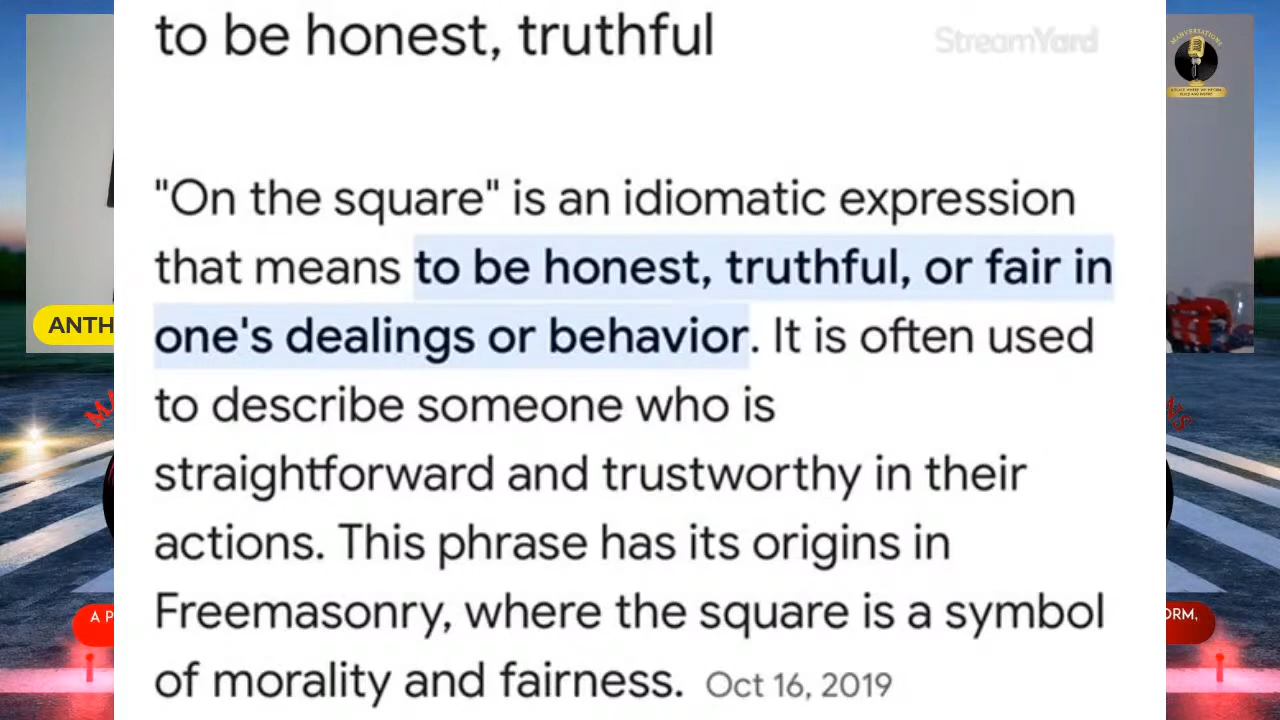 to be honest, truthful
StreamYard
MANVERSATIONS
"On the square" is an idiomatic expression
that means to be honest, truthful, or fair in
ANTH
one's dealings or behavior. It is often used
to describe someone who is
straightforward and trustworthy in their
actions. This phrase has its origins in
Freemasonry, where the square is a symbol
A P
ORM,
of morality and fairness. Oct 16, 2019